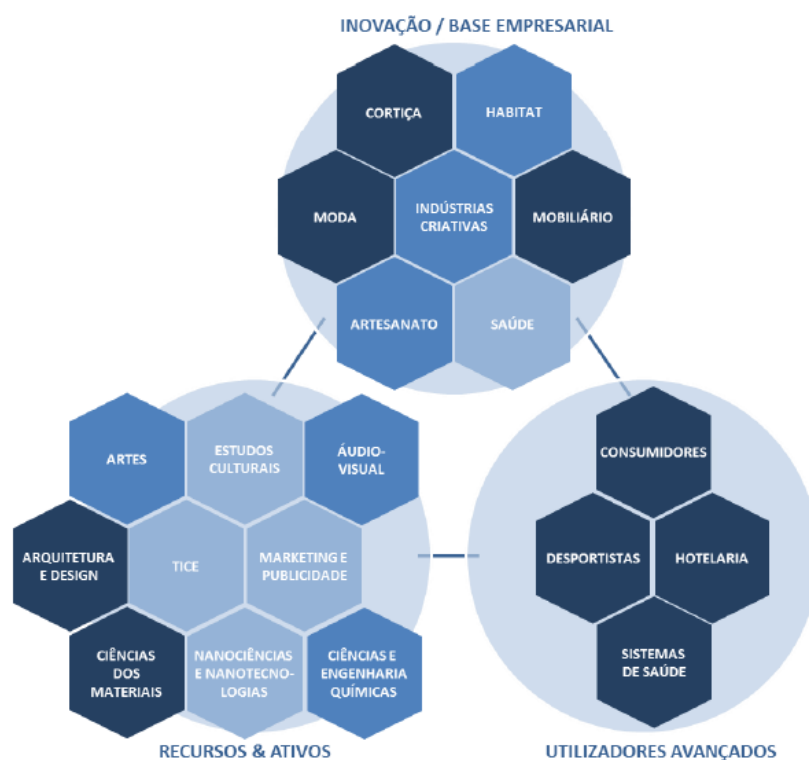 INOVAÇÃO / BASE EMPRESARIAL
CORTIÇA
HABITAT
MODA
INDÚSTRIAS
CRIATIVAS
MOBILIÁRIO
ARTESANATO
SAÚDE
ARTES
ESTUDOS
CULTURAIS
ÁUDIO-
VISUAL
ARQUITETURA
E DESIGN
TICE
MARKETING E
PUBLICIDADE
CIÊNCIAS
DOS
MATERIAIS
NANOCIÊNCIAS
E NANOTECNO-
LOGIAS
CIÊNCIAS E
ENGENHARIA
QUÍMICAS
RECURSOS & ATIVOS
CONSUMIDORES
DESPORTISTAS
HOTELARIA
SISTEMAS
DE SAÚDE
UTILIZADORES AVANÇADOS